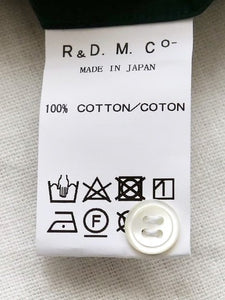 R & D. M. Co-
MADE IN JAPAN
100% COTTON/COTON
F